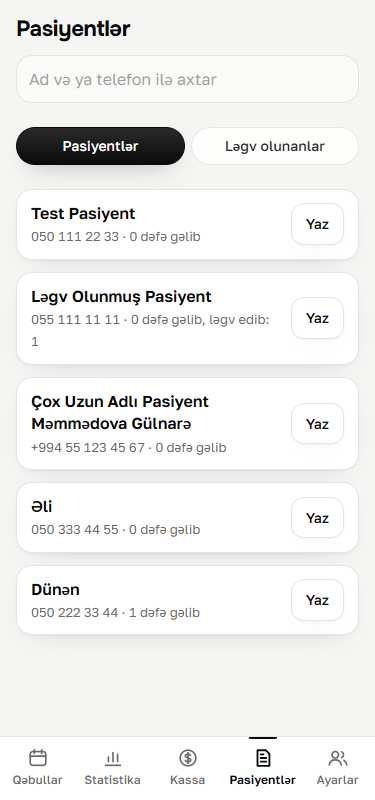 Pasiyentlər
Ad və ya telefon ilə axtar
Pasiyentlər
Ləgv olunanlar
Test Pasiyent
050 111 22 33 · 0 dəfə gəlib
Yaz
Ləgv Olunmuş Pasiyent
055 111 11 11 · 0 dəfə gəlib, ləgv edib:
1
Yaz
Çox Uzun Adlı Pasiyent
Məmmədova Gülnarə
+994 55 123 45 67 · 0 dəfə gəlib
Yaz
Əli
050 333 44 55 · 0 dəfə gəlib
Yaz
Dünən
050 222 33 44 · 1 dəfə gəlib
Yaz
Qəbullar
Statistika
Kassa
Pasiyentlər
Ayarlar